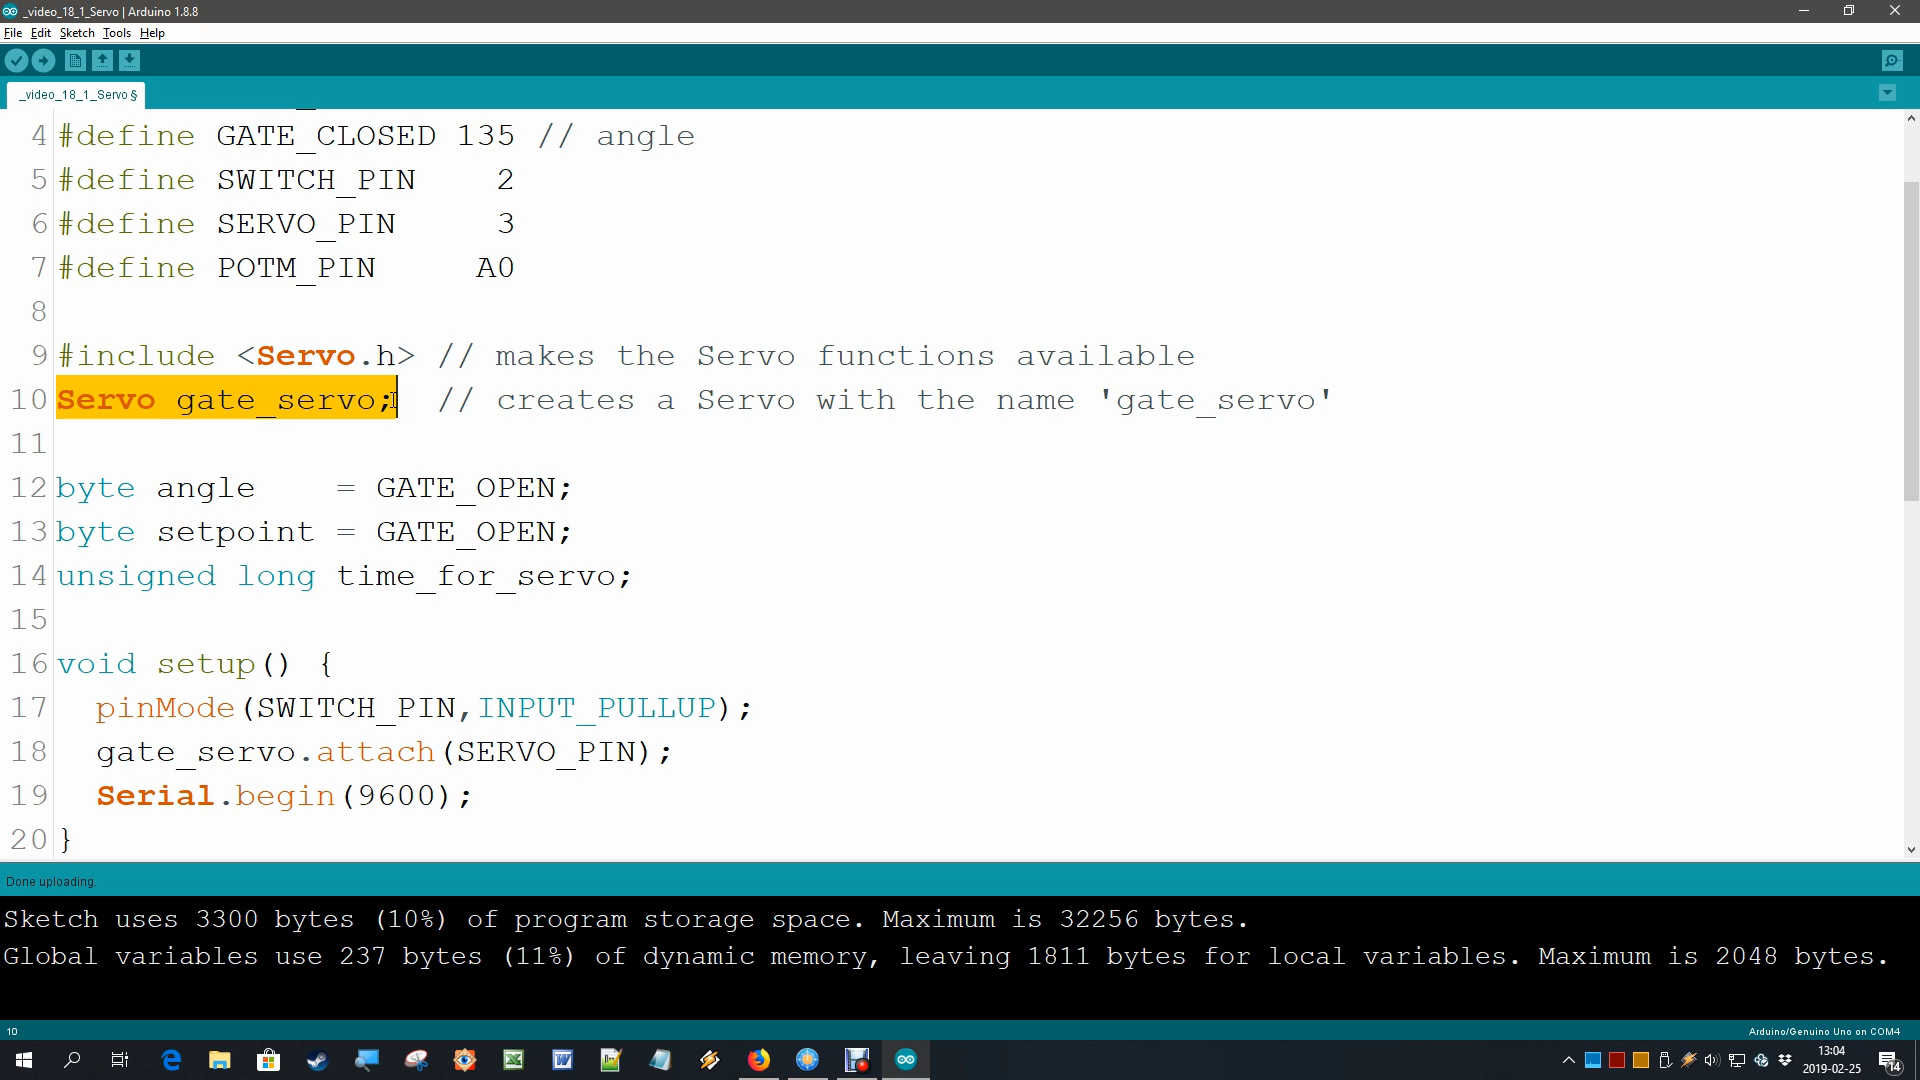 _video_18_1_Servo | Arduino 1.8.8
File Edit Sketch Tools Help
_video_18_1_Servo §
4 #define GATE_CLOSED 135 // angle
5 #define SWITCH_PIN 2
6 #define SERVO_PIN 3
7 #define POTM_PIN A0
8
9 #include <Servo.h> // makes the Servo functions available
10 Servo gate_servo; // creates a Servo with the name 'gate_servo'
11
12 byte angle = GATE_OPEN;
13 byte setpoint = GATE_OPEN;
14 unsigned long time_for_servo;
15
16 void setup() {
17 pinMode(SWITCH_PIN,INPUT_PULLUP);
18 gate_servo.attach(SERVO_PIN);
19 Serial.begin(9600);
20 }
Done uploading.
Sketch uses 3300 bytes (10%) of program storage space. Maximum is 32256 bytes.
Global variables use 237 bytes (11%) of dynamic memory, leaving 1811 bytes for local variables. Maximum is 2048 bytes.
10 Arduino/Genuino Uno on COM4
13:04
2019-02-25
14